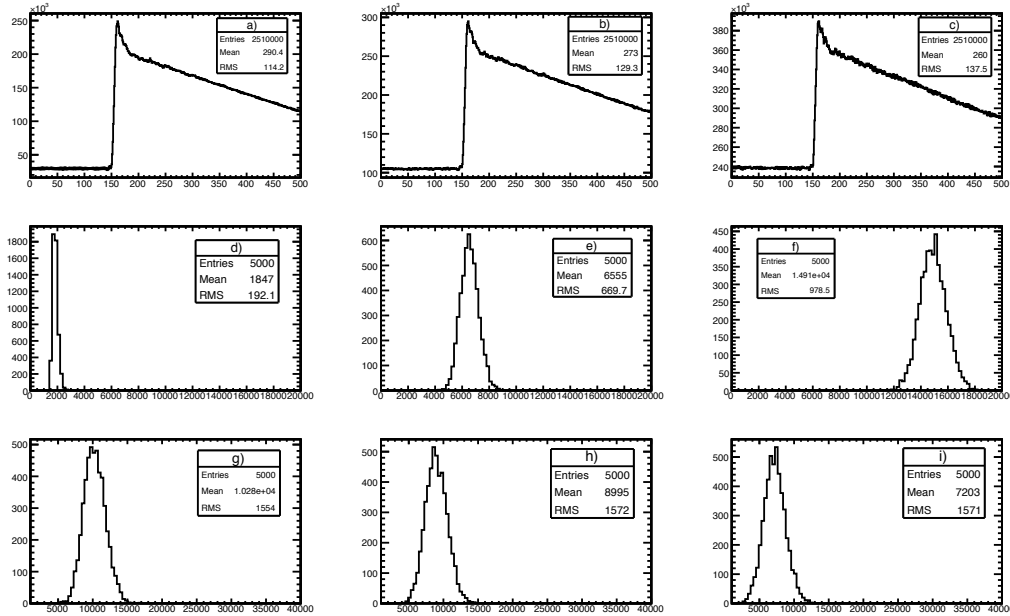 ×10³
a)
Entries 2510000
Mean 290.4
RMS 114.2
250
200
150
100
50
0 50 100 150 200 250 300 350 400 450 500
×10³
b)
Entries 2510000
Mean 273
RMS 129.3
300
250
200
150
100
0 50 100 150 200 250 300 350 400 450 500
×10³
c)
Entries 2510000
Mean 260
RMS 137.5
400
380
360
340
320
300
280
260
240
0 50 100 150 200 250 300 350 400 450 500
d)
Entries 5000
Mean 1847
RMS 192.1
1800
1600
1400
1200
1000
800
600
400
200
0
0 2000 4000 6000 8000 10000 12000 14000 16000 18000 20000
e)
Entries 5000
Mean 6555
RMS 669.7
600
500
400
300
200
100
0
0 2000 4000 6000 8000 10000 12000 14000 16000 18000 20000
f)
Entries 5000
Mean 1.491e+04
RMS 978.5
450
400
350
300
250
200
150
100
50
0
0 2000 4000 6000 8000 10000 12000 14000 16000 18000 20000
g)
Entries 5000
Mean 1.028e+04
RMS 1554
500
400
300
200
100
0
5000 10000 15000 20000 25000 30000 35000 40000
h)
Entries 5000
Mean 8995
RMS 1572
500
400
300
200
100
0
5000 10000 15000 20000 25000 30000 35000 40000
i)
Entries 5000
Mean 7203
RMS 1571
500
400
300
200
100
0
5000 10000 15000 20000 25000 30000 35000 40000